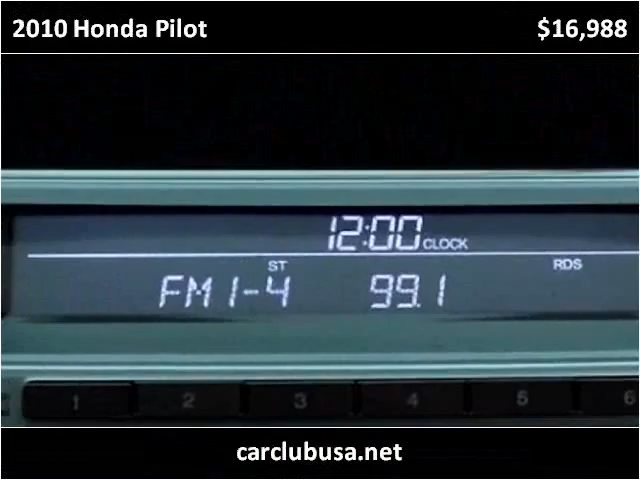 2010 Honda Pilot $16,988
12:00 CLOCK
ST RDS
FM1-4 99.1
1 2 3 4 5 6
carclubusa.net